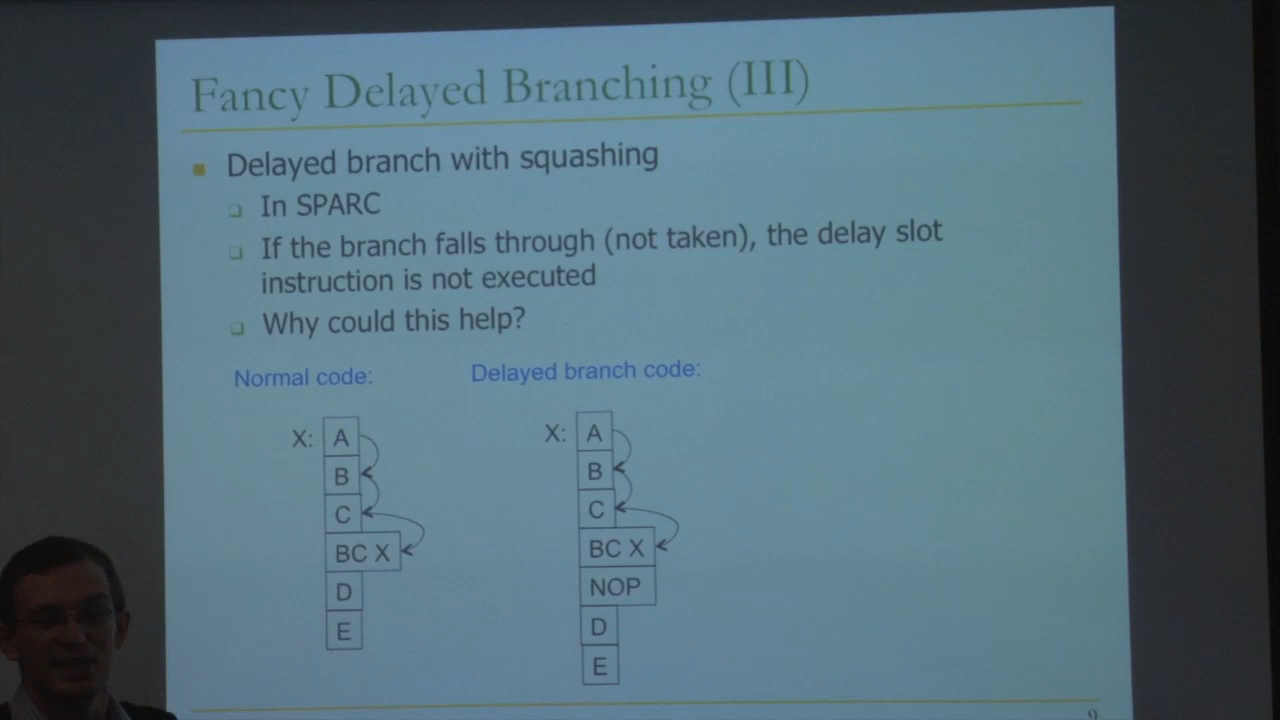 Fancy Delayed Branching (III)
Delayed branch with squashing
In SPARC
If the branch falls through (not taken), the delay slot
instruction is not executed
Why could this help?
Normal code:
Delayed branch code:
X: A
B
C
BC X
D
E
X: A
B
C
BC X
NOP
D
E
9